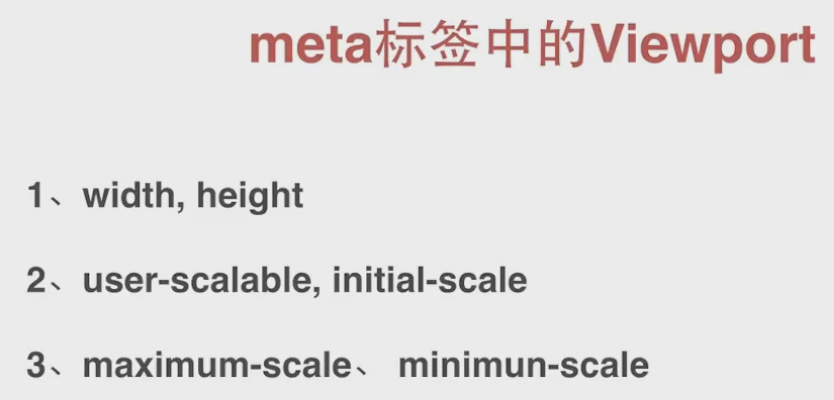 meta标签中的Viewport
1、width, height
2、user-scalable, initial-scale
3、maximum-scale、 minimun-scale